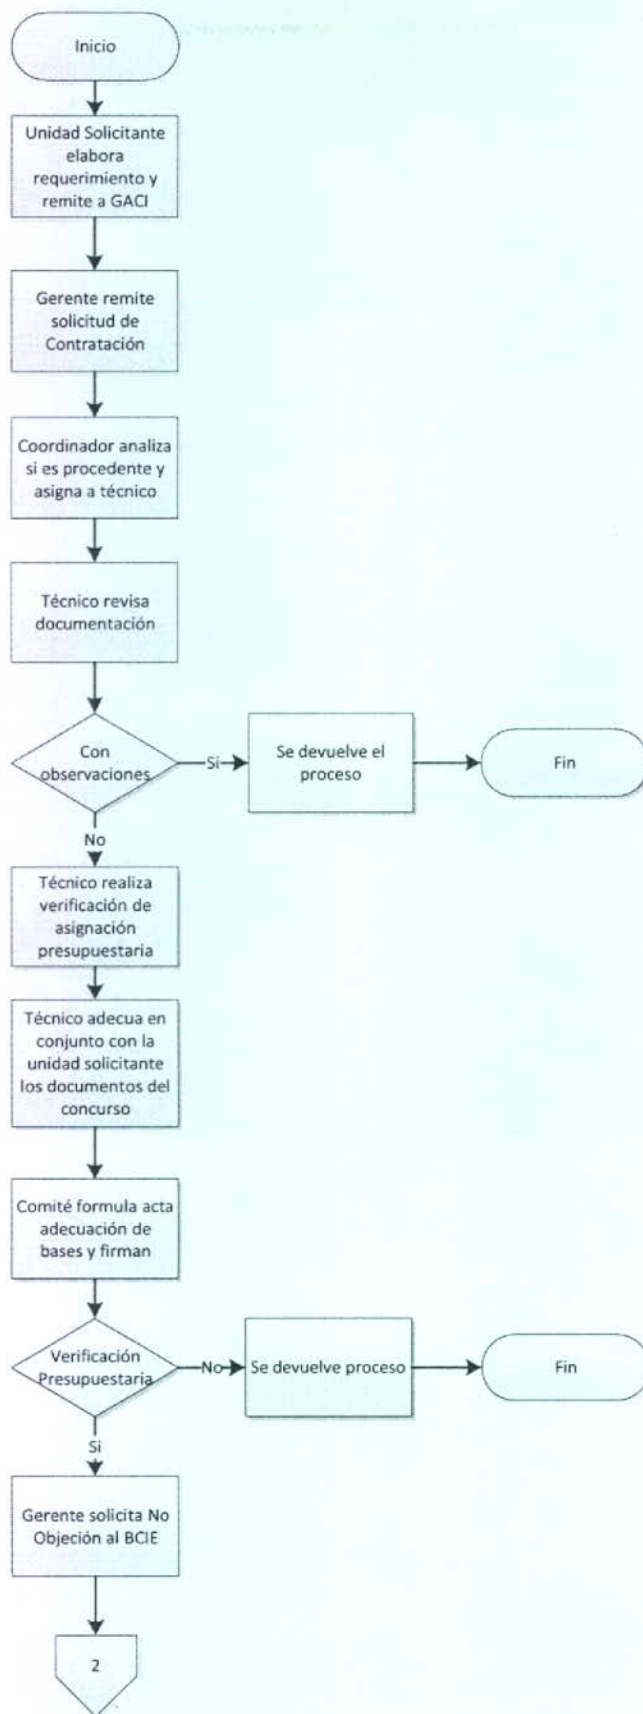 Inicio
Unidad Solicitante
elabora
requerimiento y
remite a GACI
Gerente remite
solicitud de
Contratación
Coordinador analiza
si es procedente y
asigna a técnico
Técnico revisa
documentación
Con
observaciones
Si
Se devuelve el
proceso
Fin
No
Técnico realiza
verificación de
asignación
presupuestaria
Técnico adecua en
conjunto con la
unidad solicitante
los documentos del
concurso
Comité formula acta
adecuación de
bases y firman
Verificación
Presupuestaria
No
Se devuelve proceso
Fin
Si
Gerente solicita No
Objeción al BCIE
2